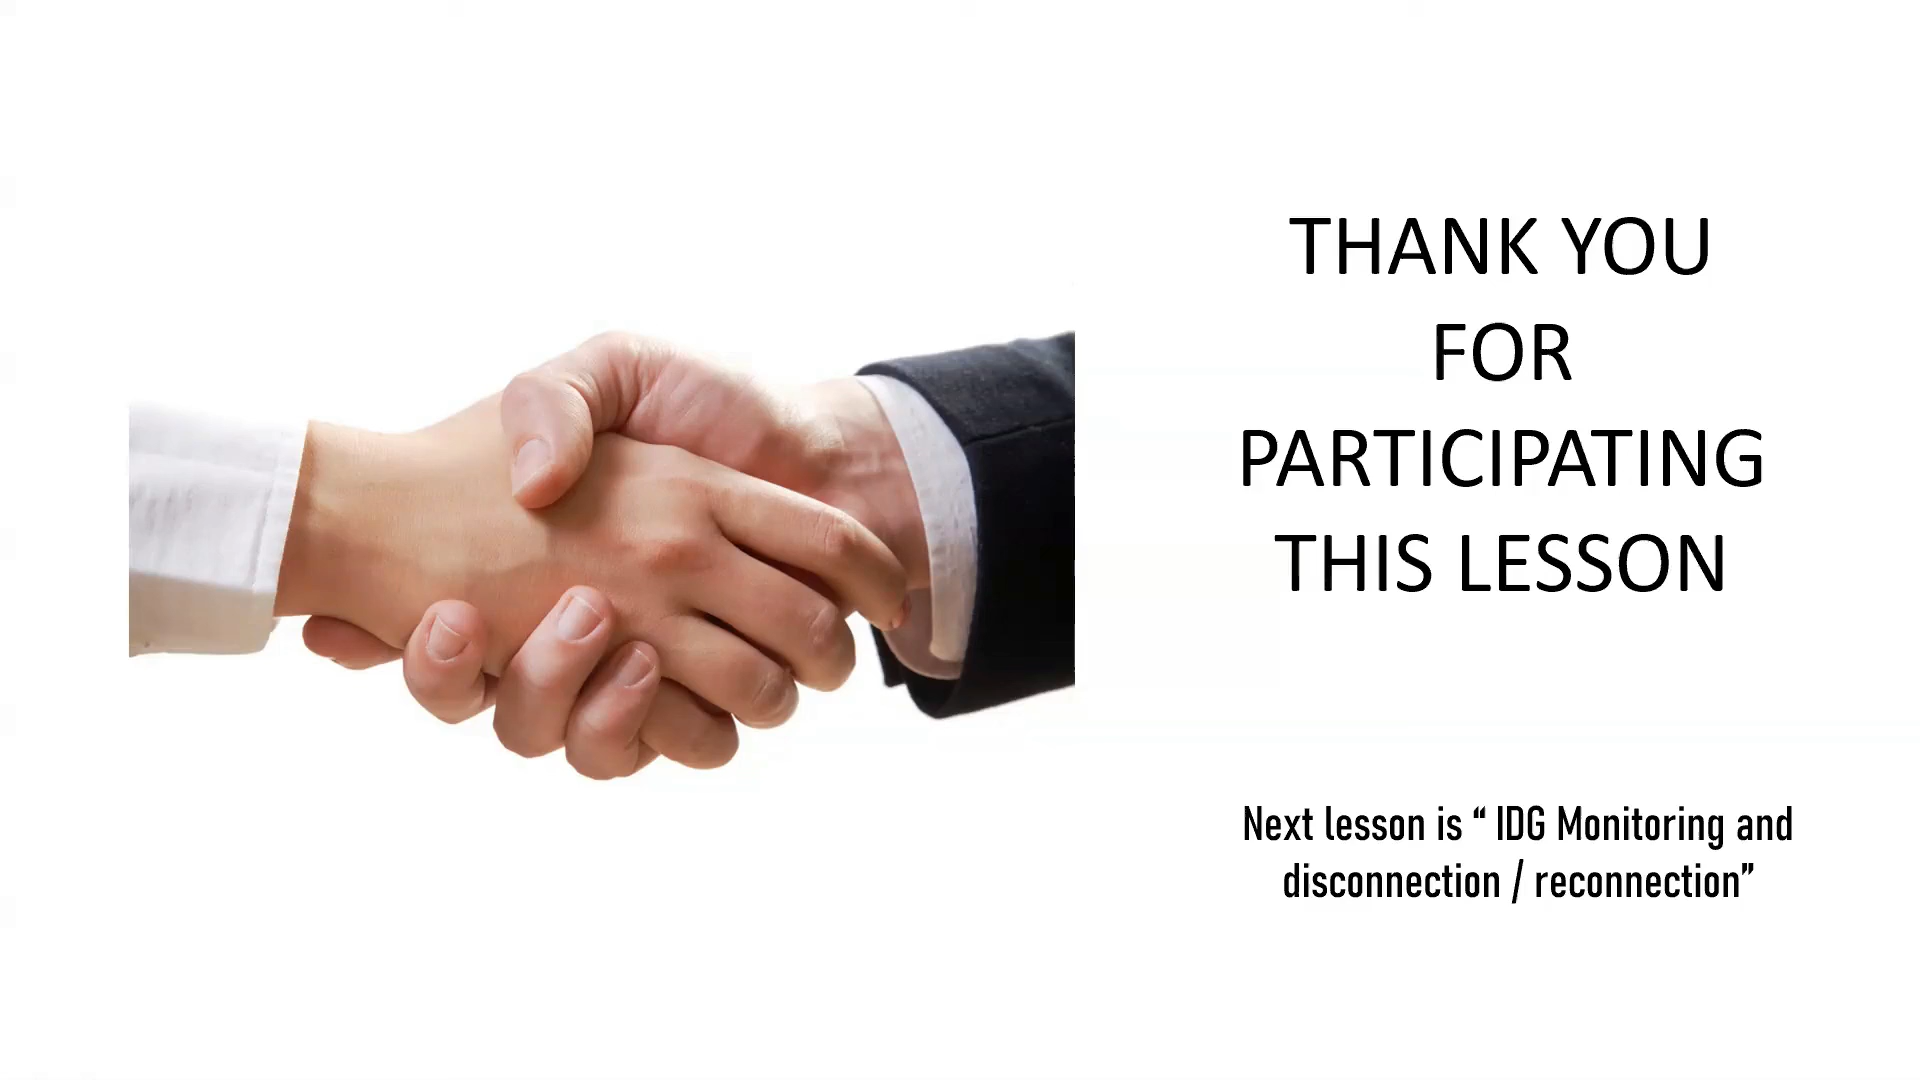 THANK YOU
FOR
PARTICIPATING
THIS LESSON
Next lesson is “ IDG Monitoring and
disconnection / reconnection”